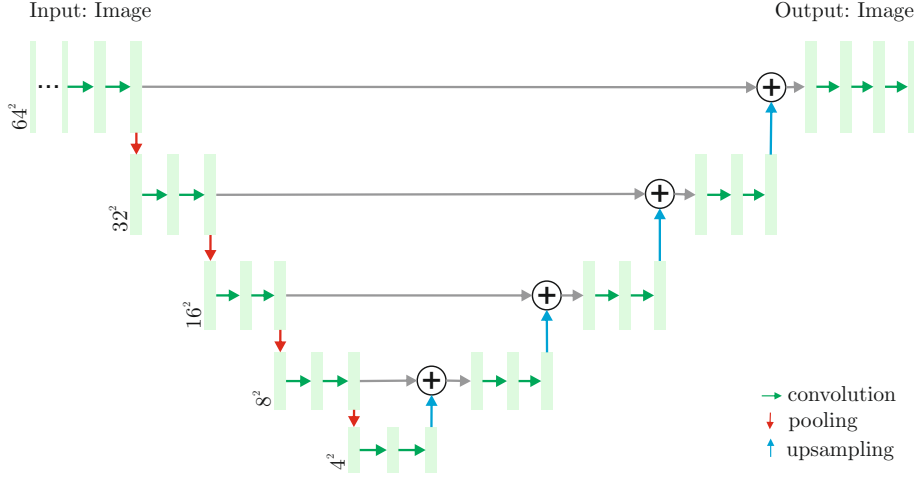 Input: Image
Output: Image
...
64²
32²
16²
8²
4²
convolution
pooling
upsampling